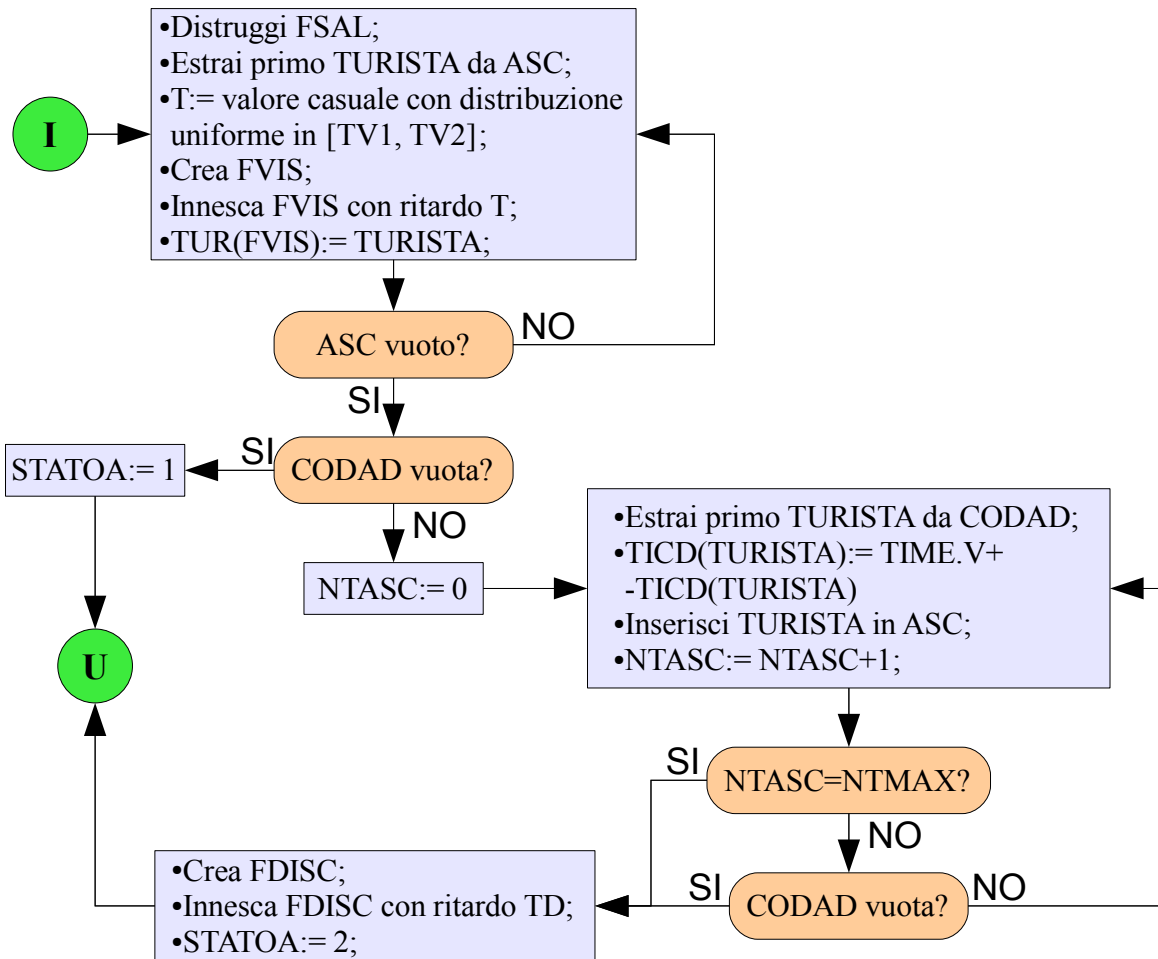 •Distruggi FSAL;
•Estrai primo TURISTA da ASC;
•T:= valore casuale con distribuzione
uniforme in [TV1, TV2];
•Crea FVIS;
•Innesca FVIS con ritardo T;
•TUR(FVIS):= TURISTA;
I
ASC vuoto?
NO
SI
CODAD vuota?
SI
STATOA:= 1
NO
NTASC:= 0
•Estrai primo TURISTA da CODAD;
•TICD(TURISTA):= TIME.V+
-TICD(TURISTA)
•Inserisci TURISTA in ASC;
•NTASC:= NTASC+1;
U
SI
NTASC=NTMAX?
NO
•Crea FDISC;
•Innesca FDISC con ritardo TD;
•STATOA:= 2;
SI
CODAD vuota?
NO